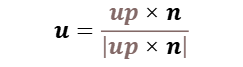 u = up × n / |up × n|